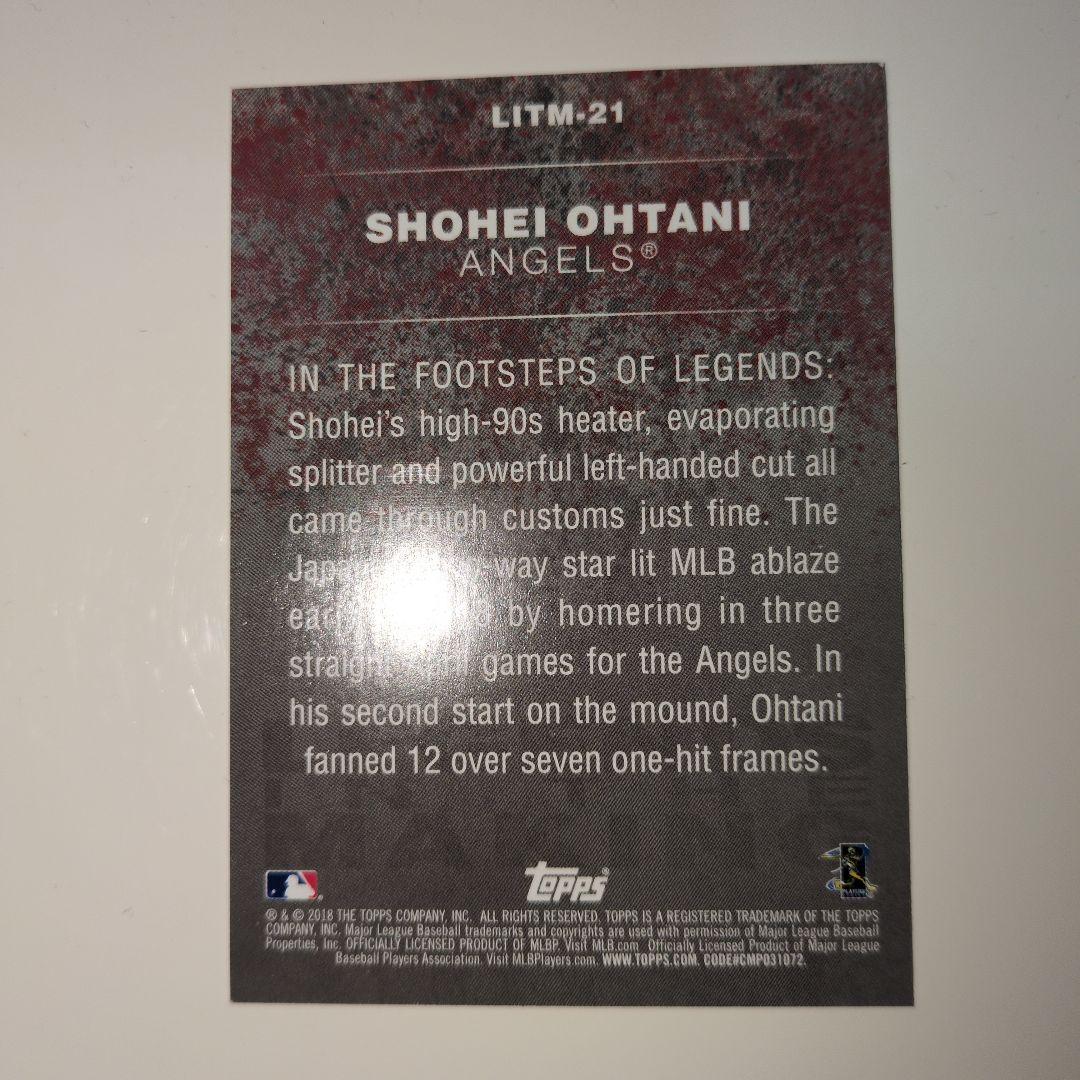 LITM-21
SHOHEI OHTANI
ANGELS®
IN THE FOOTSTEPS OF LEGENDS:
Shohei's high-90s heater, evaporating
splitter and powerful left-handed cut all
came through customs just fine. The
way star lit MLB ablaze
by homering in three
straight games for the Angels. In
his second start on the mound, Ohtani
fanned 12 over seven one-hit frames.
topps
® & © 2018 THE TOPPS COMPANY, INC. ALL RIGHTS RESERVED. TOPPS IS A REGISTERED TRADEMARK OF THE TOPPS
COMPANY, INC. Major League Baseball trademarks and copyrights are used with permission of Major League Baseball
Properties, Inc. OFFICIALLY LICENSED PRODUCT OF MLBP. Visit MLB.com Officially Licensed Product of Major League
Baseball Players Association. Visit MLBPlayers.com. WWW.TOPPS.COM. CODE#CMP031072.